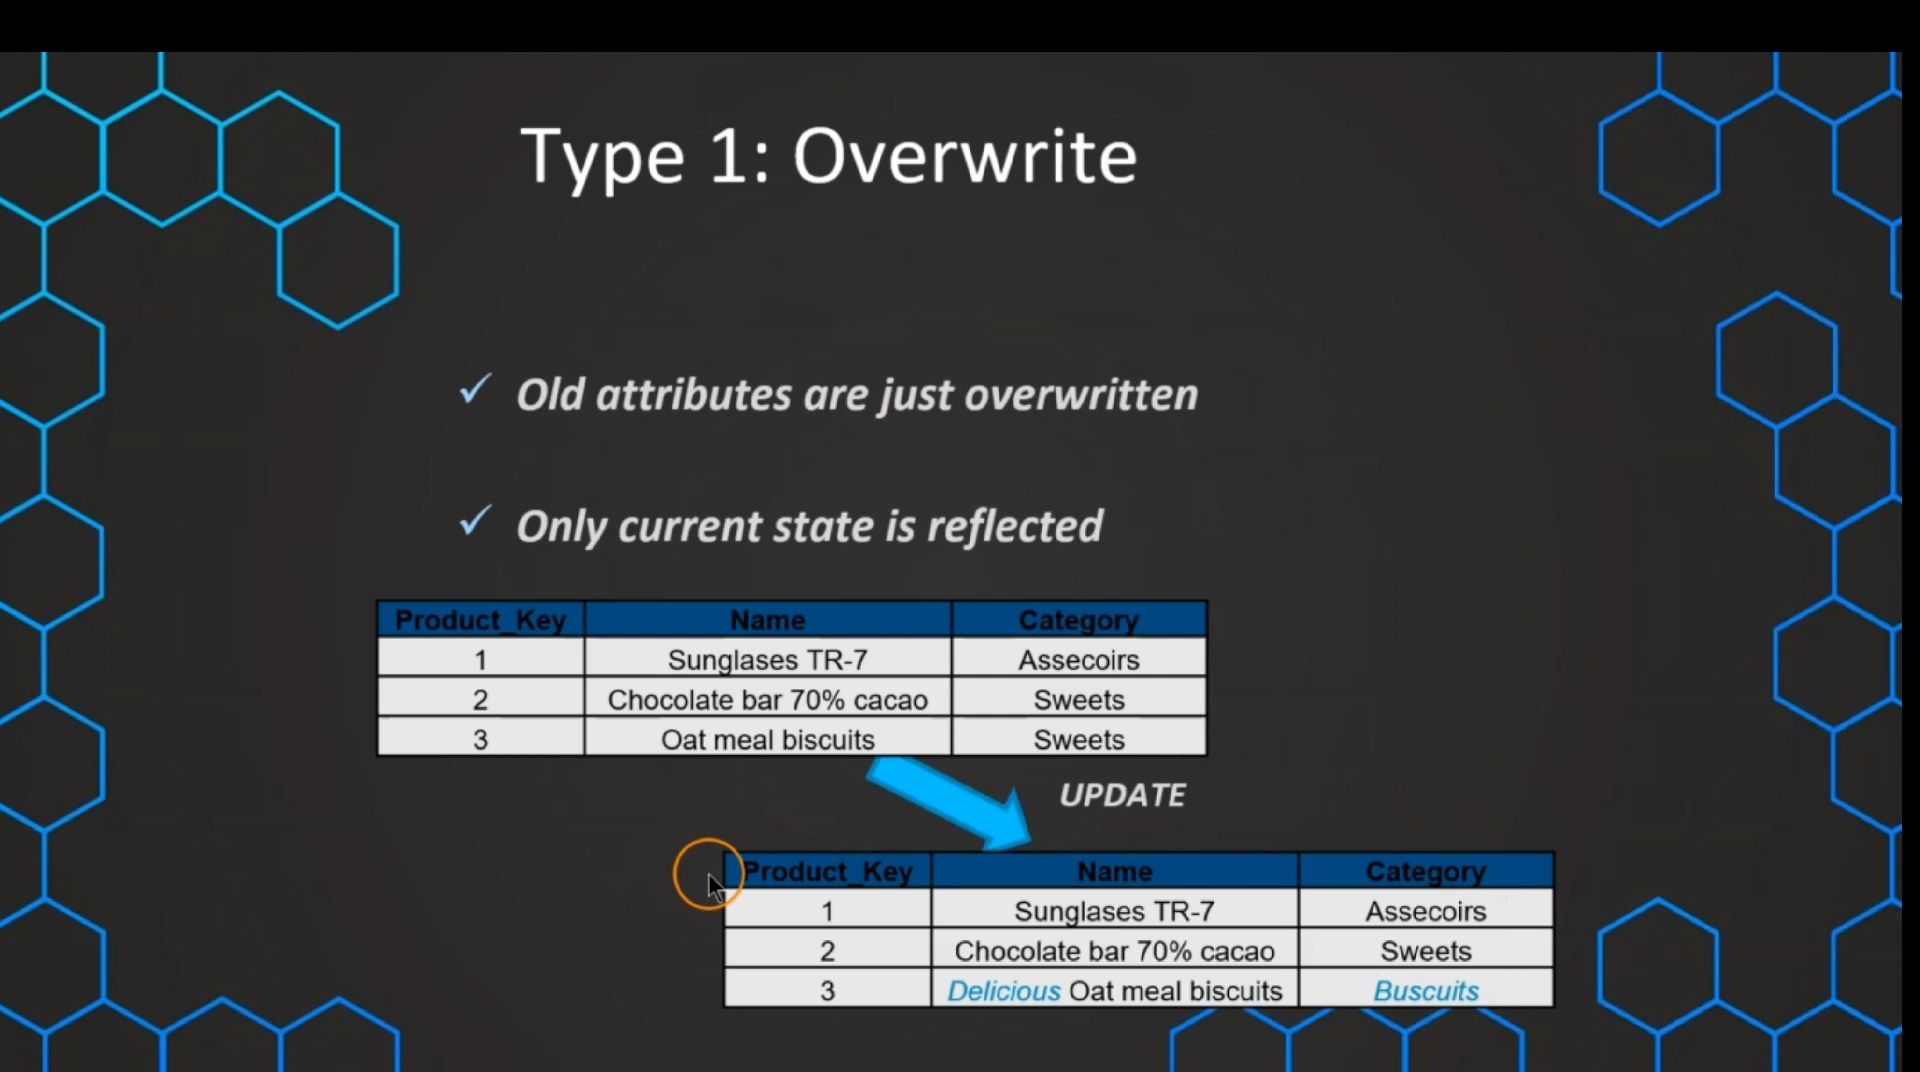 Type 1: Overwrite
✓ Old attributes are just overwritten
✓ Only current state is reflected
Product_Key Name Category
1 Sunglases TR-7 Assecoirs
2 Chocolate bar 70% cacao Sweets
3 Oat meal biscuits Sweets
UPDATE
Product_Key Name Category
1 Sunglases TR-7 Assecoirs
2 Chocolate bar 70% cacao Sweets
3 Delicious Oat meal biscuits Buscuits